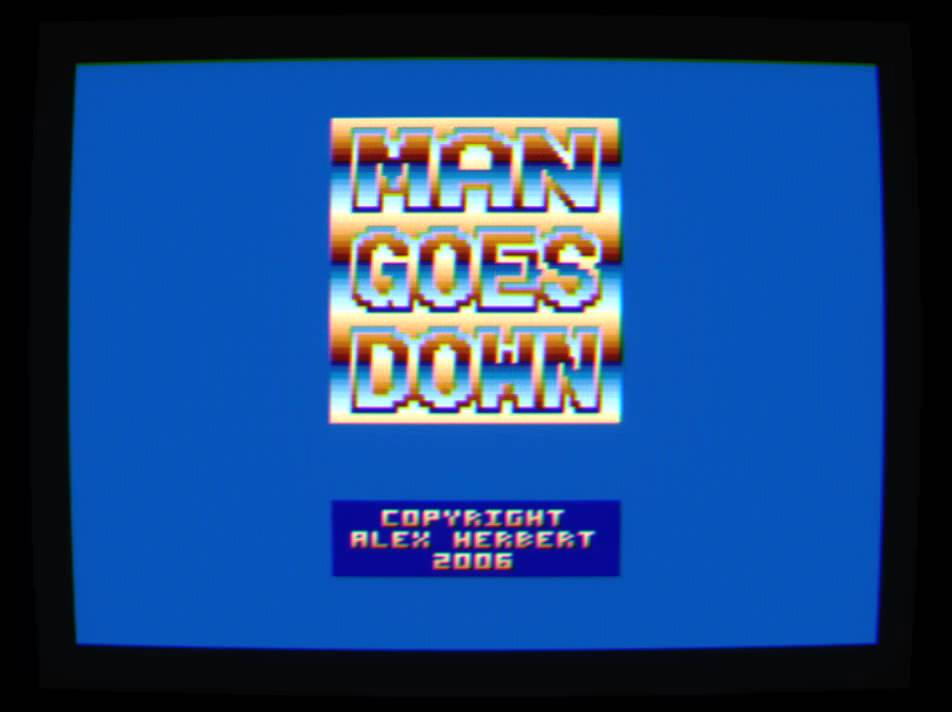 MAN
GOES
DOWN
COPYRIGHT
ALEX HERBERT
2006